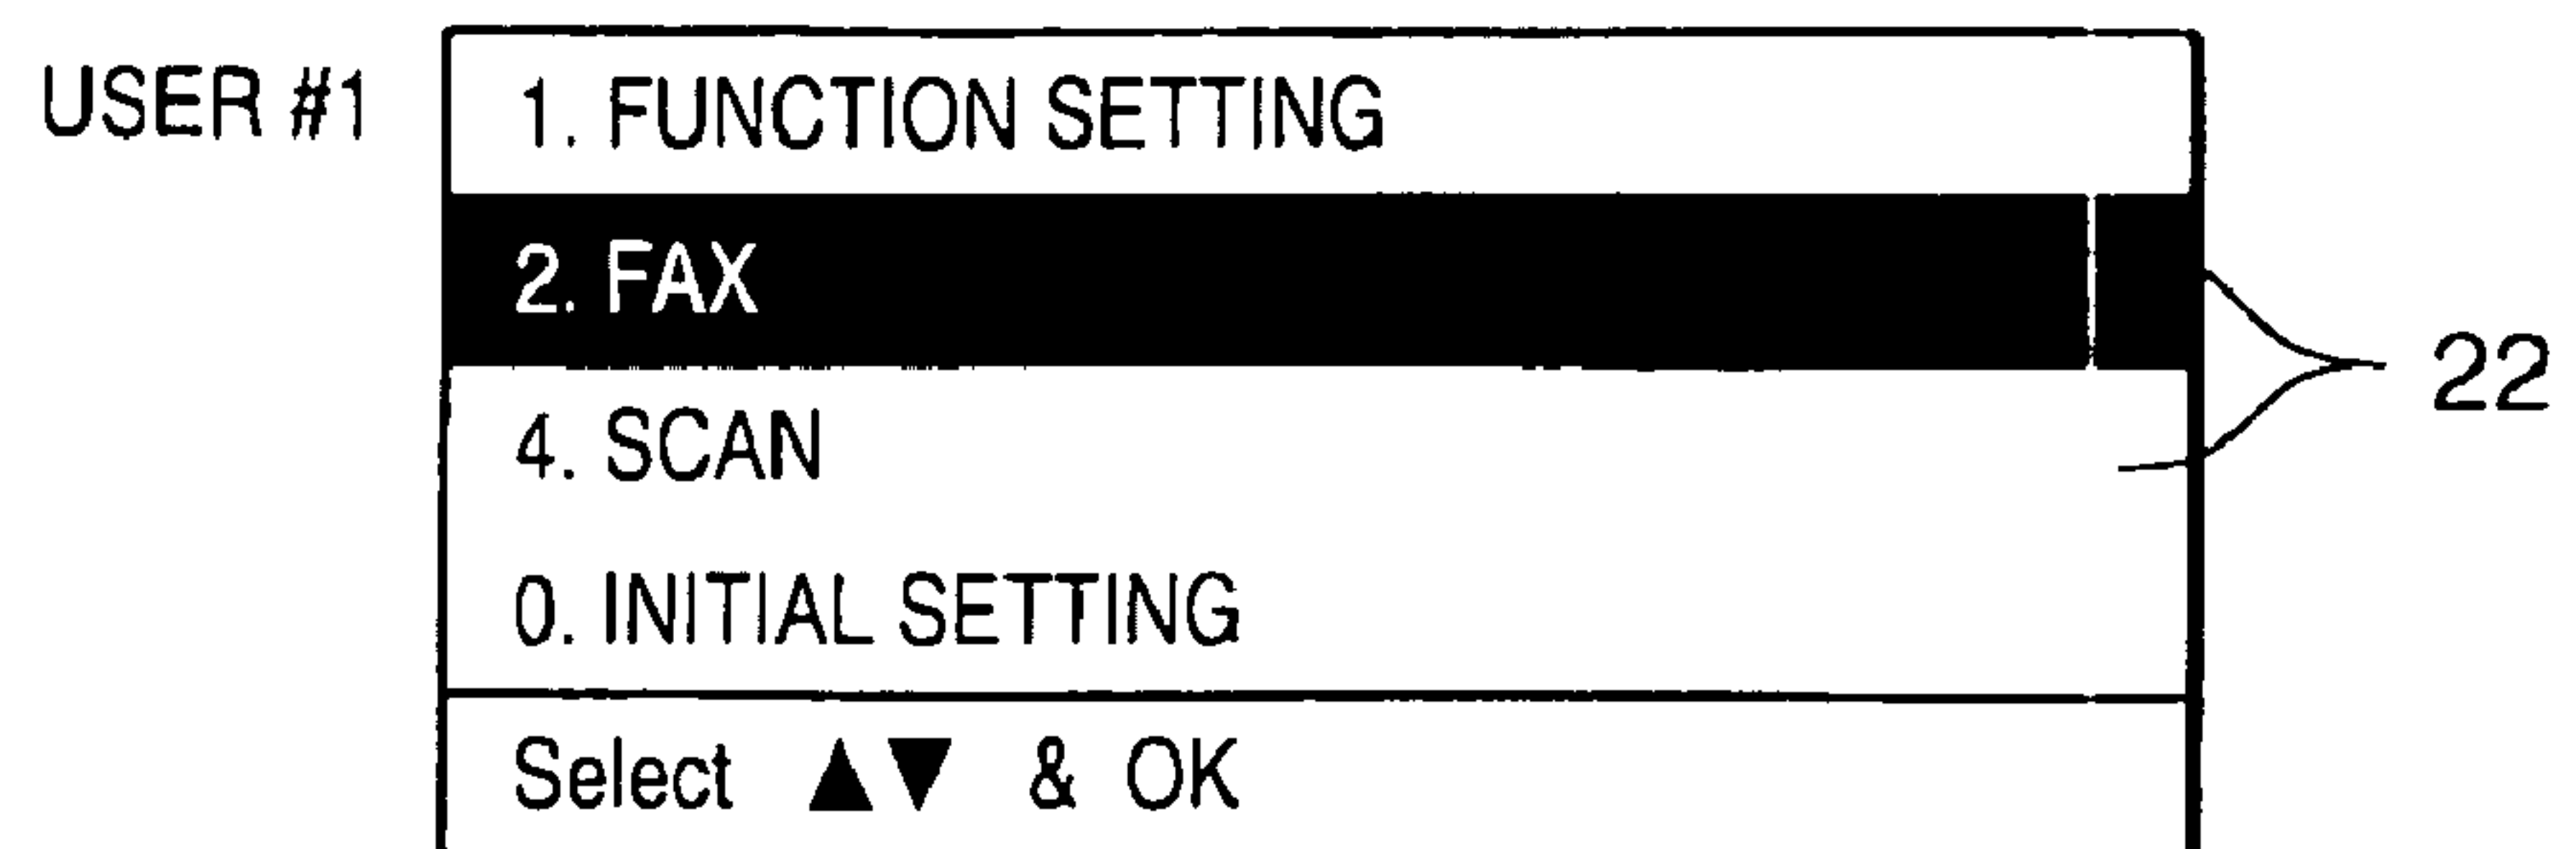 USER #1
1. FUNCTION SETTING
2. FAX
22
4. SCAN
0. INITIAL SETTING
Select ▲▼ & OK